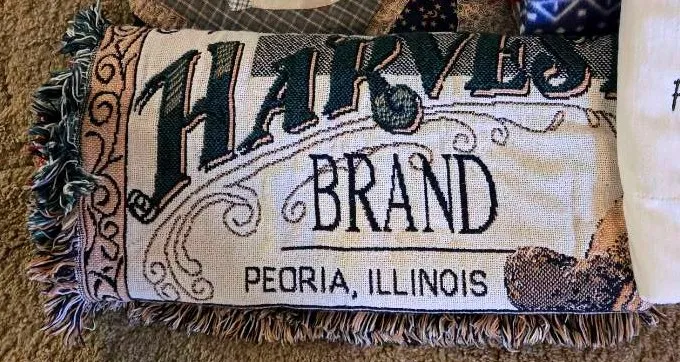 HARVES
BRAND
PEORIA, ILLINOIS